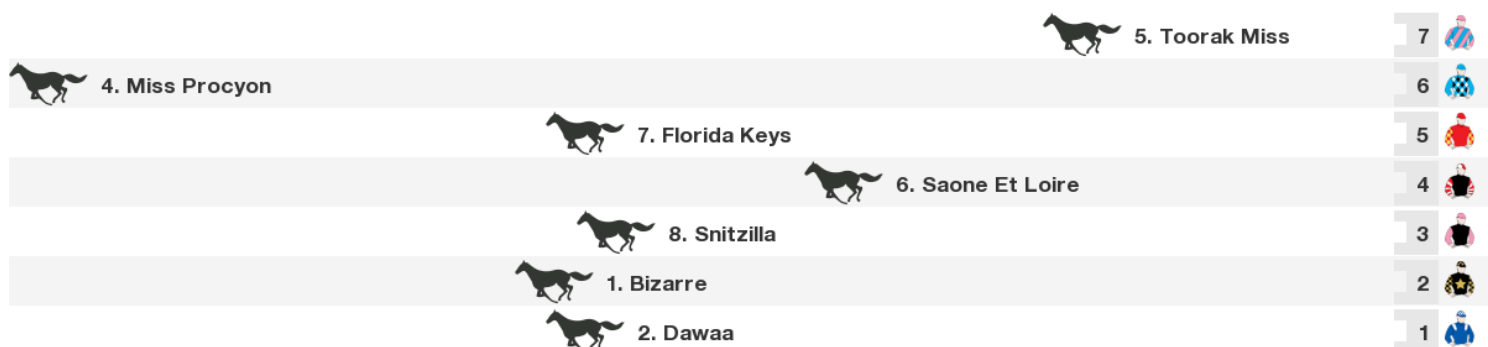 5. Toorak Miss 7
4. Miss Procyon 6
7. Florida Keys 5
6. Saone Et Loire 4
8. Snitzilla 3
1. Bizarre 2
2. Dawaa 1